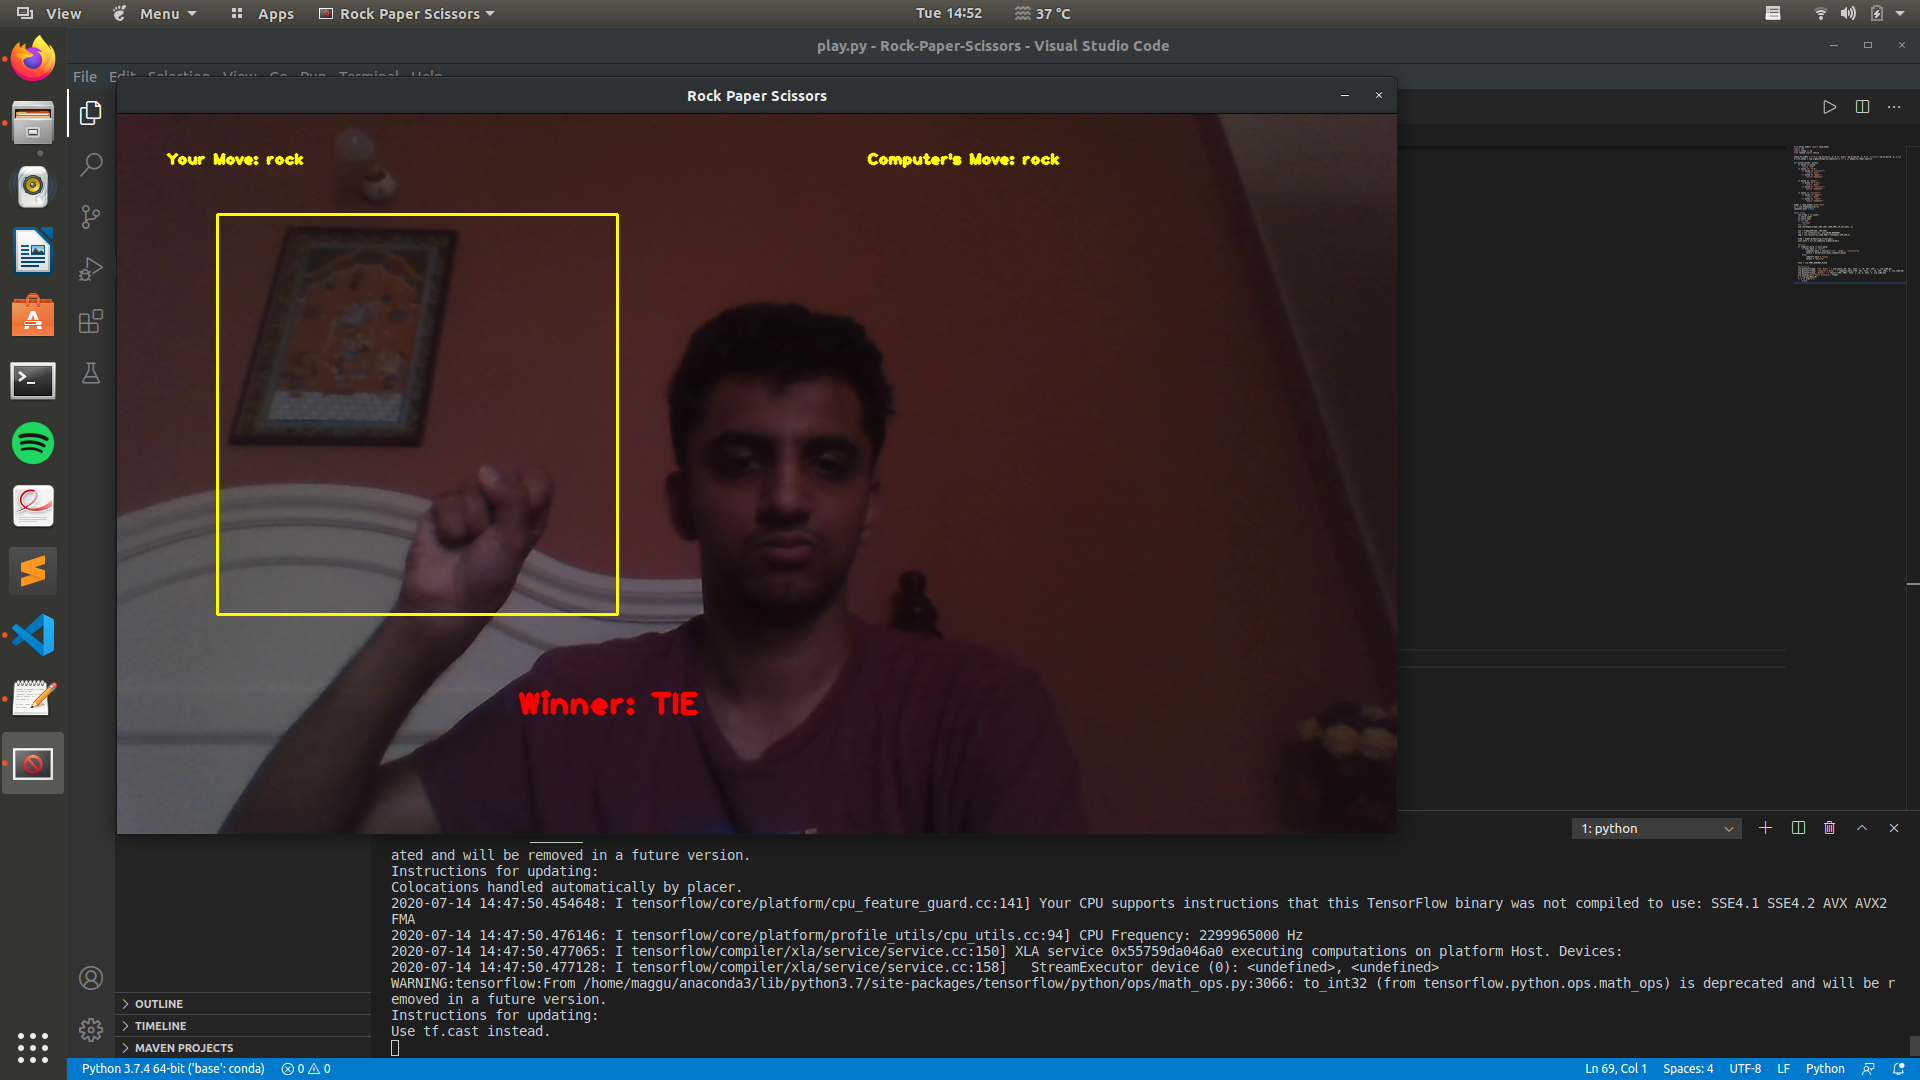 View
Menu
Apps
Rock Paper Scissors
Tue 14:52
37 °C
play.py - Rock-Paper-Scissors - Visual Studio Code
File Edit Selection View Go Run Terminal Help
Rock Paper Scissors
Your Move: rock
Computer's Move: rock
Winner: TIE
1: python
ated and will be removed in a future version.
Instructions for updating:
Colocations handled automatically by placer.
2020-07-14 14:47:50.454648: I tensorflow/core/platform/cpu_feature_guard.cc:141] Your CPU supports instructions that this TensorFlow binary was not compiled to use: SSE4.1 SSE4.2 AVX AVX2
FMA
2020-07-14 14:47:50.476146: I tensorflow/core/platform/profile_utils/cpu_utils.cc:94] CPU Frequency: 2299965000 Hz
2020-07-14 14:47:50.477065: I tensorflow/compiler/xla/service/service.cc:150] XLA service 0x55759da046a0 executing computations on platform Host. Devices:
2020-07-14 14:47:50.477128: I tensorflow/compiler/xla/service/service.cc:158]   StreamExecutor device (0): <undefined>, <undefined>
WARNING:tensorflow:From /home/maggu/anaconda3/lib/python3.7/site-packages/tensorflow/python/ops/math_ops.py:3066: to_int32 (from tensorflow.python.ops.math_ops) is deprecated and will be r
emoved in a future version.
Instructions for updating:
Use tf.cast instead.
OUTLINE
TIMELINE
MAVEN PROJECTS
Python 3.7.4 64-bit ('base': conda)
0
0
Ln 69, Col 1
Spaces: 4
UTF-8
LF
Python